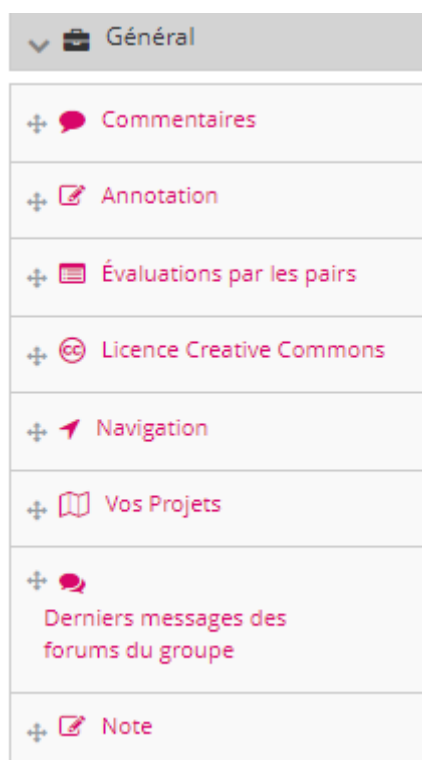 Général
Commentaires
Annotation
Évaluations par les pairs
Licence Creative Commons
Navigation
Vos Projets
Derniers messages des
forums du groupe
Note